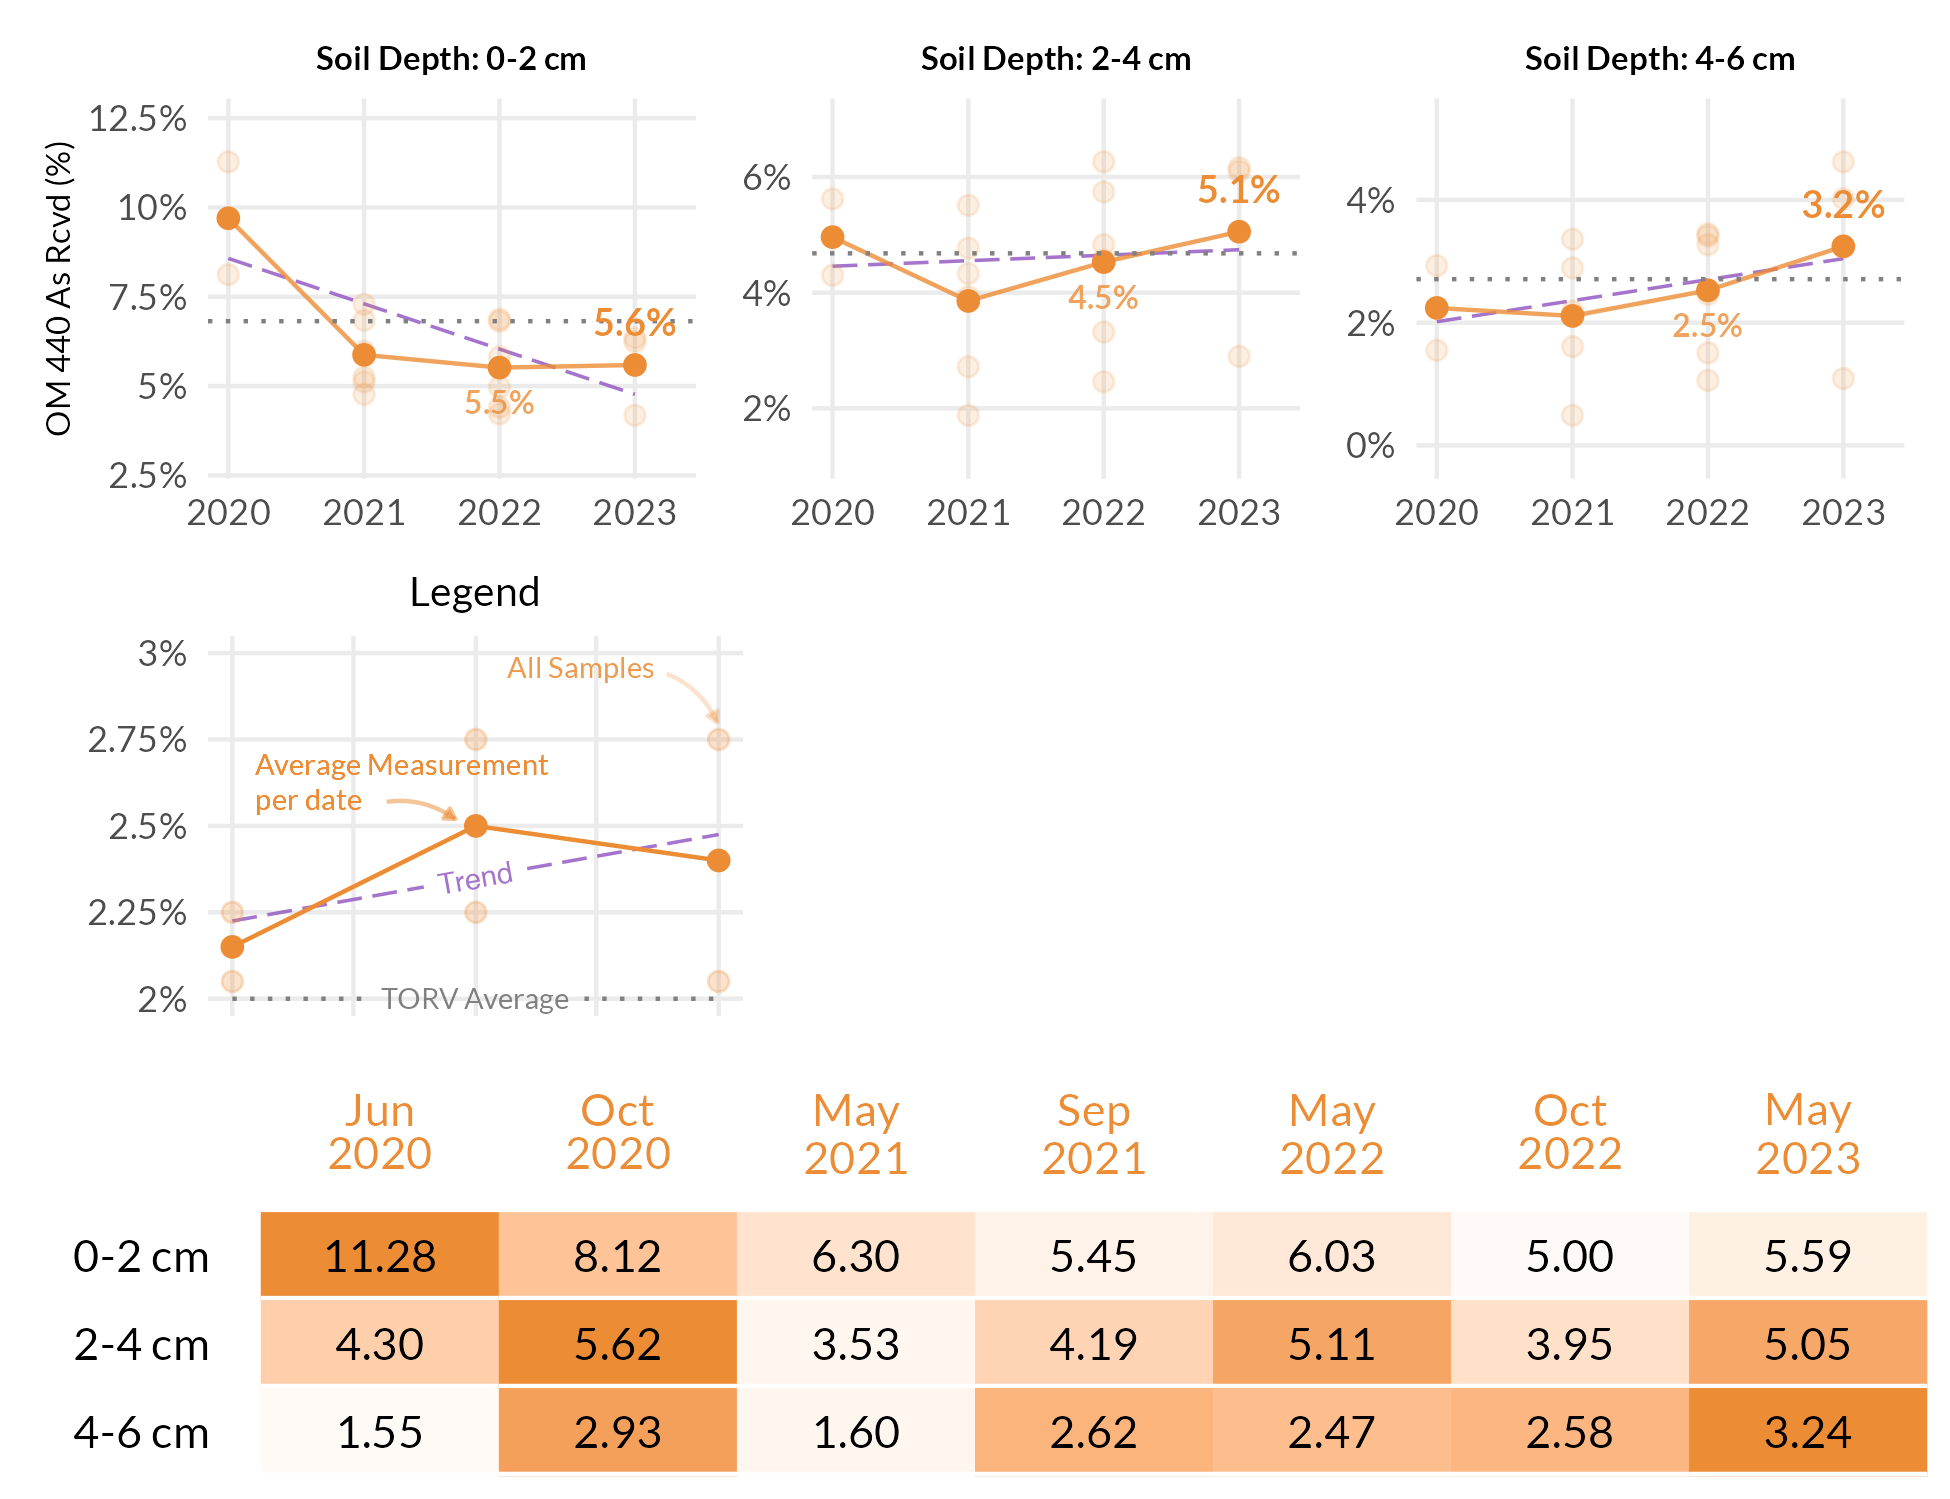 Soil Depth: 0-2 cm
Soil Depth: 2-4 cm
Soil Depth: 4-6 cm
OM 440 As Rcvd (%)
12.5%
10%
7.5%
5%
2.5%
5.6%
5.5%
2020 2021 2022 2023
6%
4%
2%
5.1%
4.5%
2020 2021 2022 2023
4%
2%
0%
3.2%
2.5%
2020 2021 2022 2023
Legend
3%
2.75%
2.5%
2.25%
2%
All Samples
Average Measurement
per date
Trend
TORV Average
Jun 2020
Oct 2020
May 2021
Sep 2021
May 2022
Oct 2022
May 2023
0-2 cm 11.28 8.12 6.30 5.45 6.03 5.00 5.59
2-4 cm 4.30 5.62 3.53 4.19 5.11 3.95 5.05
4-6 cm 1.55 2.93 1.60 2.62 2.47 2.58 3.24